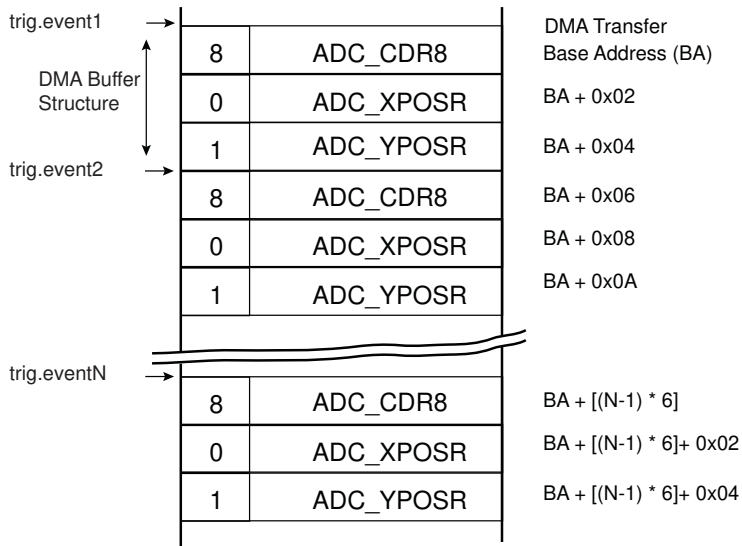 trig.event1
DMA Transfer
Base Address (BA)
8 ADC_CDR8
DMA Buffer
Structure
0 ADC_XPOSR BA + 0x02
1 ADC_YPOSR BA + 0x04
trig.event2
8 ADC_CDR8 BA + 0x06
0 ADC_XPOSR BA + 0x08
1 ADC_YPOSR BA + 0x0A
trig.eventN
8 ADC_CDR8 BA + [(N-1) * 6]
0 ADC_XPOSR BA + [(N-1) * 6]+ 0x02
1 ADC_YPOSR BA + [(N-1) * 6]+ 0x04